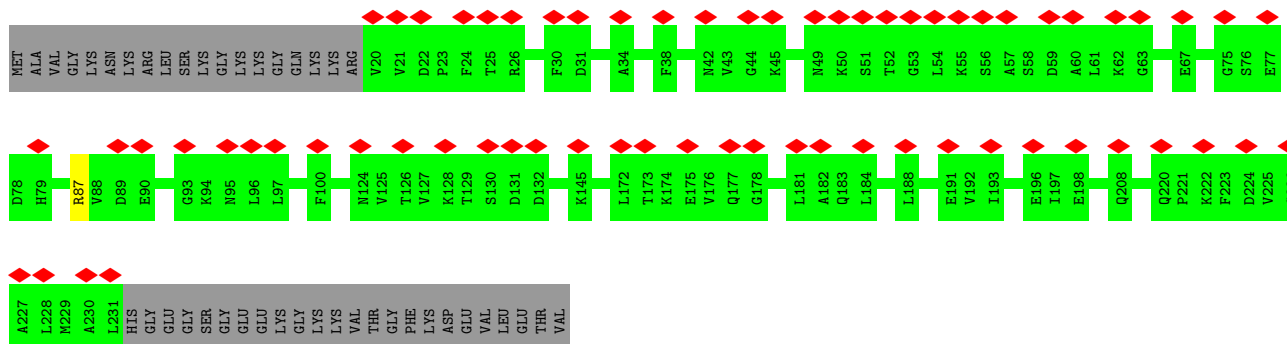 MET ALA VAL GLY LYS ASN LYS ARG LEU SER LYS GLY LYS LYS GLY GLN LYS LYS ARG V20 V21 D22 P23 F24 T25 R26 F30 D31 A34 F38 N42 V43 G44 K45 N49 K50 S51 T52 G53 L54 K55 S56 A57 S58 D59 A60 L61 K62 G63 E67 G75 S76 E77
D78 H79 R87 V88 D89 E90 G93 K94 N95 L96 L97 F100 N124 V125 T126 V127 K128 T129 S130 D131 D132 K145 L172 T173 K174 E175 V176 Q177 G178 L181 A182 Q183 L184 L188 E191 V192 I193 E196 I197 E198 Q208 Q220 P221 K222 F223 D224 V225
A227 L228 M229 A230 L231 HIS GLY GLU GLY SER GLY GLU GLU LYS GLY LYS LYS VAL THR GLY PHE LYS ASP GLU VAL LEU GLU THR VAL